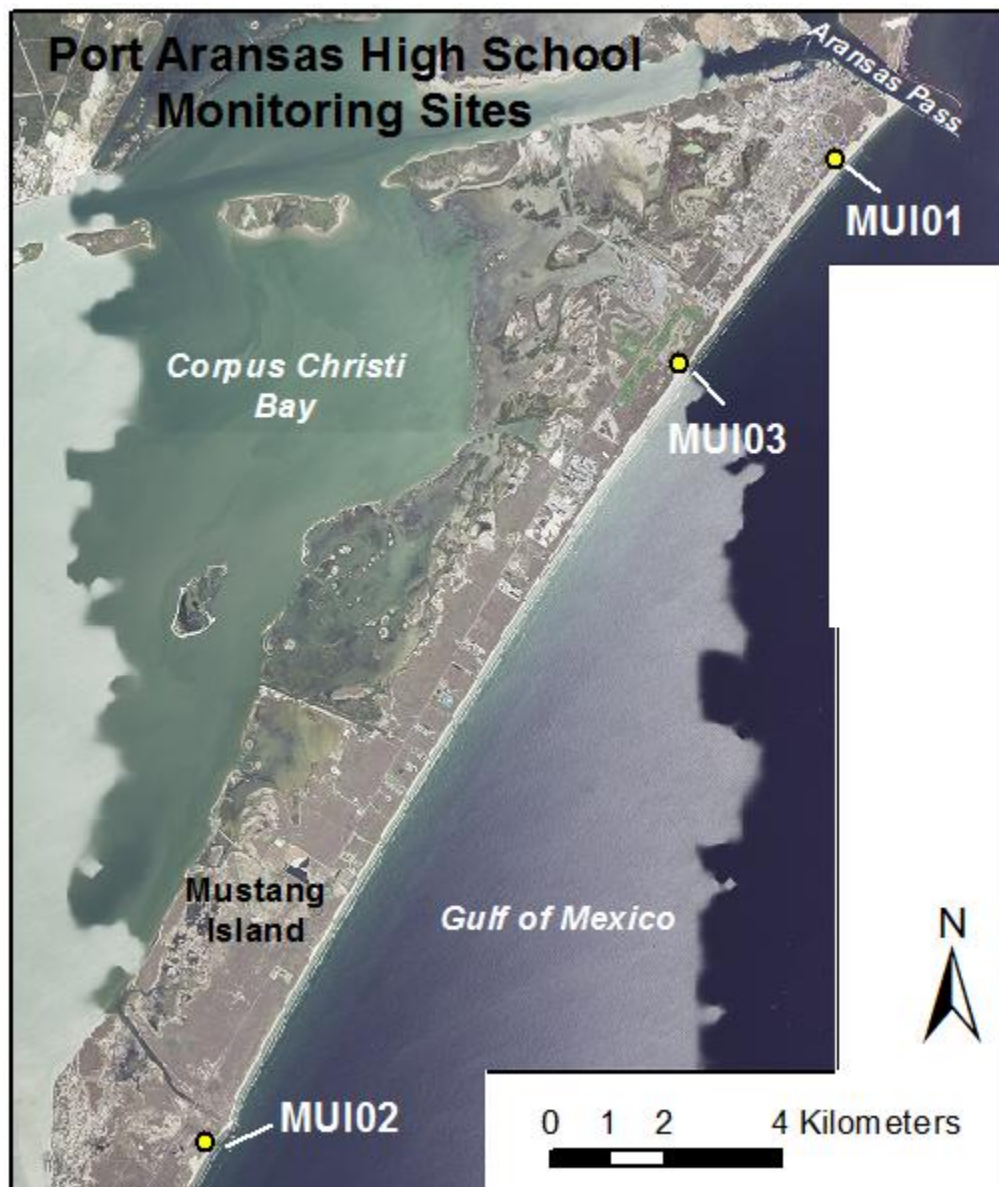 Port Aransas High School
Monitoring Sites
Aransas Pass
MUI01
Corpus Christi
Bay
MUI03
Mustang
Island
Gulf of Mexico
N
MUI02
0 1 2 4 Kilometers